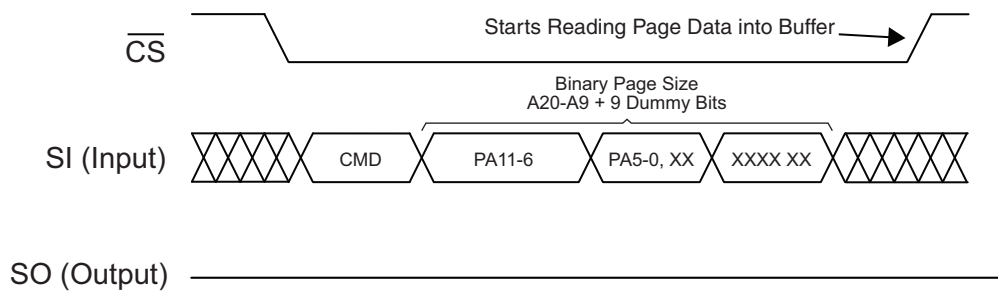 Starts Reading Page Data into Buffer
CS
Binary Page Size
A20-A9 + 9 Dummy Bits
SI (Input)
CMD
PA11-6
PA5-0, XX
XXXX XX
SO (Output)